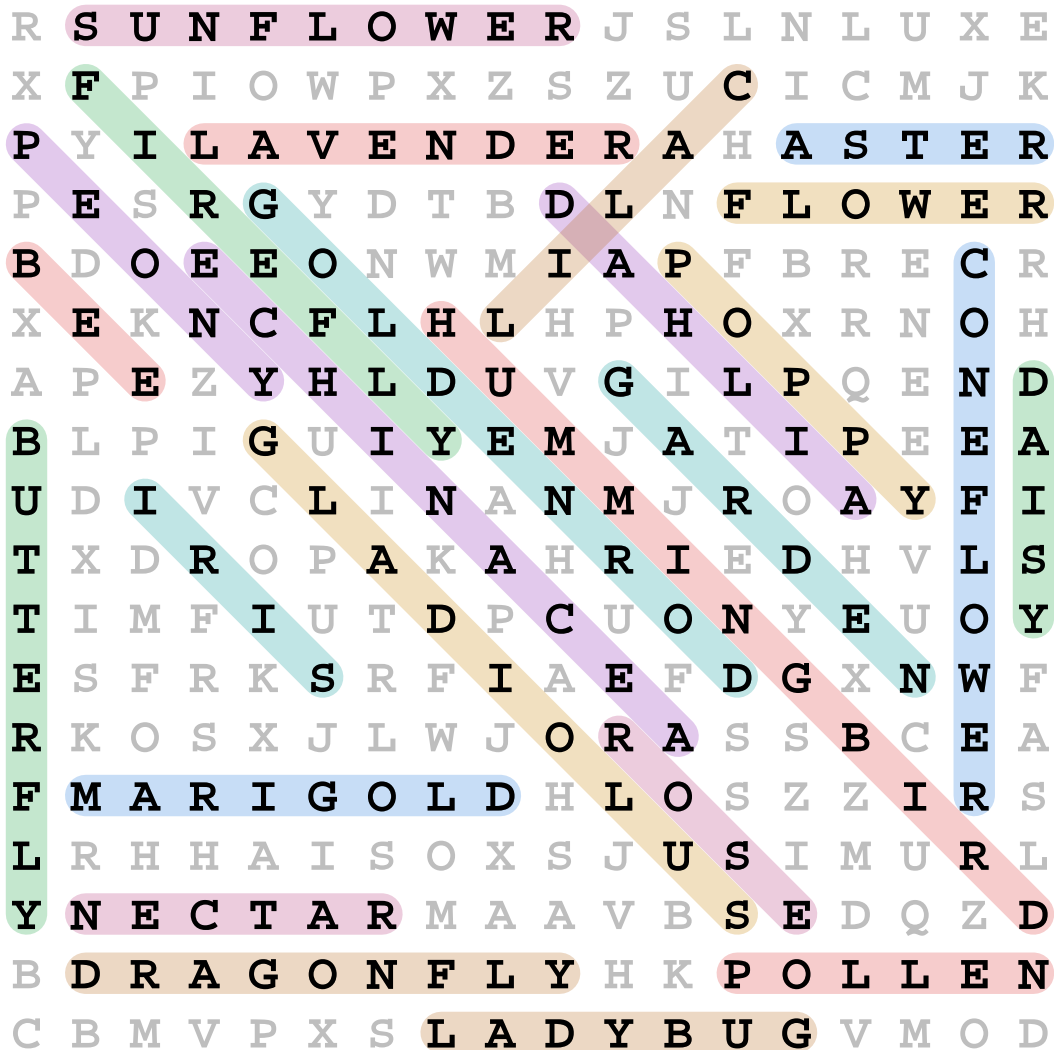 R S U N F L O W E R J S L N L U X E
X F P I O W P X Z S Z U C I C M J K
P Y I L A V E N D E R A H A S T E R
P E S R G Y D T B D L N F L O W E R
B D O E E O N W M I A P F B R E C R
X E K N C F L H L H P H O X R N O H
A P E Z Y H L D U V G I L P Q E N D
B L P I G U I Y E M J A T I P E E A
U D I V C L I N A N M J R O A Y F I
T X D R O P A K A H R I E D H V L S
T I M F I U T D P C U O N Y E U O Y
E S F R K S R F I A E F D G X N W F
R K O S X J L W J O R A S S B C E A
F M A R I G O L D H L O S Z Z I R S
L R H H A I S O X S J U S I M U R L
Y N E C T A R M A A V B S E D Q Z D
B D R A G O N F L Y H K P O L L E N
C B M V P X S L A D Y B U G V M O D